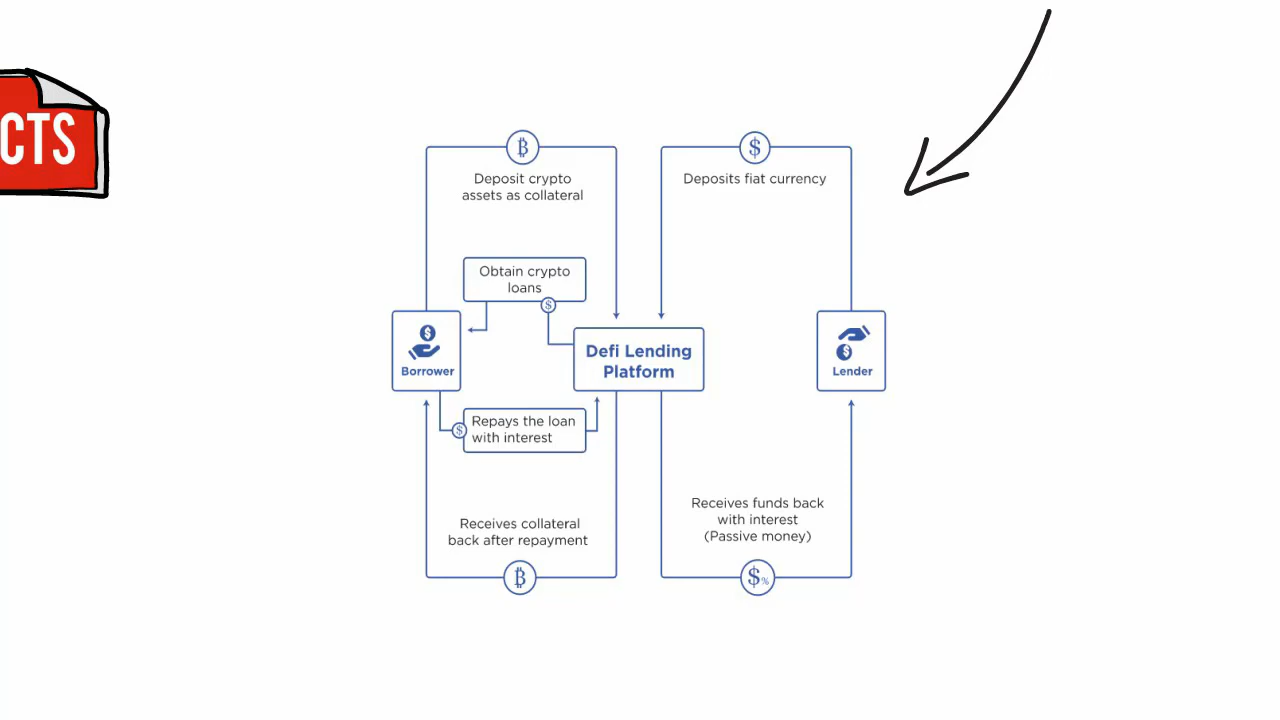 CTS
Deposit crypto
assets as collateral
Deposits fiat currency
Obtain crypto
loans
$
$
Borrower
Defi Lending
Platform
$
Lender
$
Repays the loan
with interest
$
Receives collateral
back after repayment
Receives funds back
with interest
(Passive money)
$%